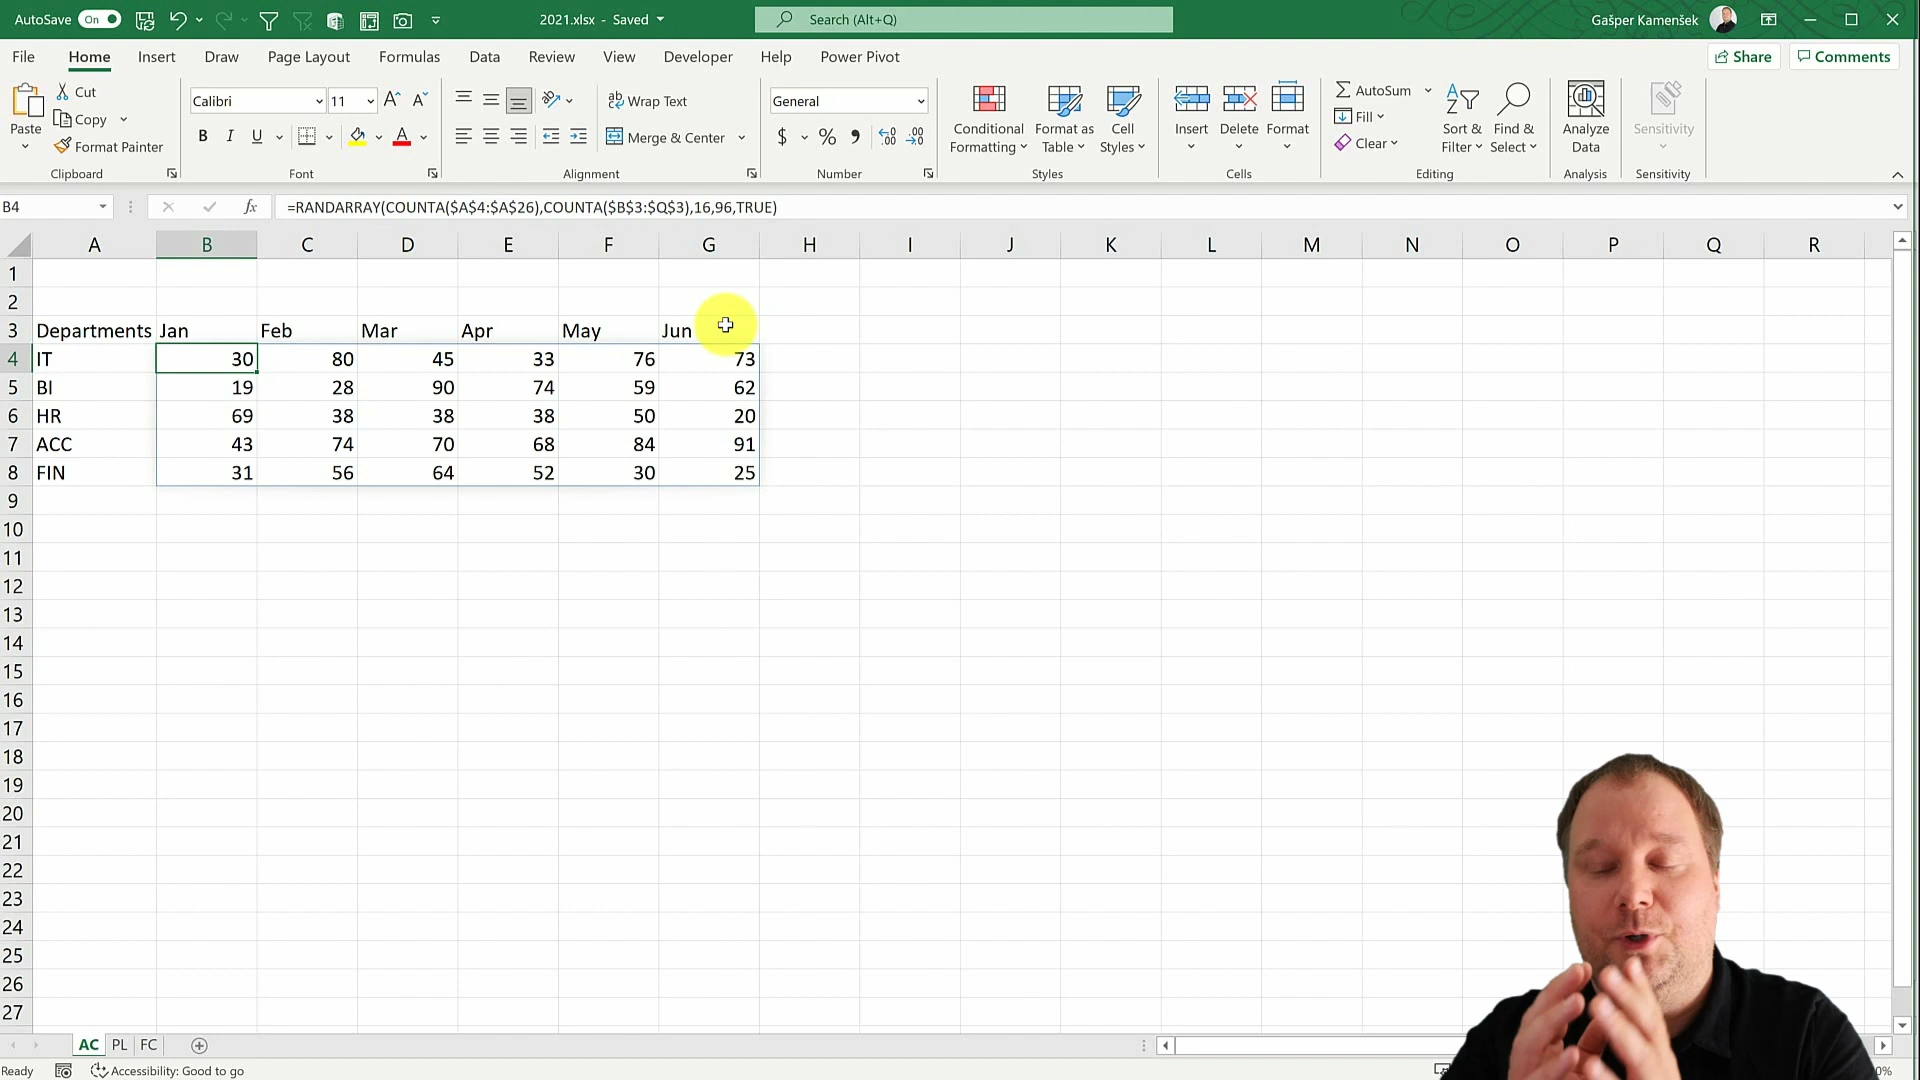 AutoSave On 2021.xlsx - Saved Search (Alt+Q) Gašper Kamenšek
File Home Insert Draw Page Layout Formulas Data Review View Developer Help Power Pivot Share Comments
Paste Cut Copy Format Painter
Clipboard
Calibri 11
B I U A
Font
Wrap Text
Merge & Center
Alignment
General
$ % 9
Number
Conditional Formatting Format as Table Cell Styles
Styles
Insert Delete Format
Cells
AutoSum
Fill
Clear
Sort & Filter Find & Select
Editing
Analyze Data
Analysis
Sensitivity
Sensitivity
B4 fx =RANDARRAY(COUNTA($A$4:$A$26),COUNTA($B$3:$Q$3),16,96,TRUE)
A B C D E F G H I J K L M N O P Q R
1
2
3 Departments Jan Feb Mar Apr May Jun
4 IT 30 80 45 33 76 73
5 BI 19 28 90 74 59 62
6 HR 69 38 38 38 50 20
7 ACC 43 74 70 68 84 91
8 FIN 31 56 64 52 30 25
9
10
11
12
13
14
15
16
17
18
19
20
21
22
23
24
25
26
27
AC PL FC
Ready Accessibility: Good to go